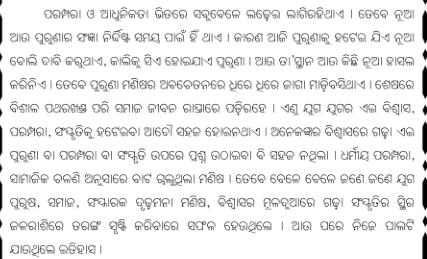 ପରମ୍ପରା ଓ ଆଧୁନିକତା ଭିତରେ ସବୁବେଳେ ଲଢ଼େଇ ଲାଗିରହିଥାଏ । ତେବେ ନୂଆ
ଆଉ ପୁରୁଣାର ସଂଜ୍ଞା ନିର୍ଦ୍ଦିଷ୍ଟ ସମୟ ପାଇଁ ହିଁ ଥାଏ । କାରଣ ଆଜି ପୁରୁଣାକୁ ହଟେଇ ଯିଏ ନୂଆ
ବୋଲି ଦାବି କରୁଥାଏ, କାଲିକୁ ସିଏ ହୋଇଯାଏ ପୁରୁଣା । ଆଉ ତା'ସ୍ଥାନ ଆଉ କିଛି ନୂଆ ହାସଲ
କରିନିଏ । ତେବେ ପୁରୁଣା ମଣିଷର ଅବଚେତନରେ ଧିରେ ଧିରେ ଜାଗା ମାଡ଼ିବସିଥାଏ । ଶେଷରେ
ବିଶାଳ ପଥରଖଣ୍ଡ ପରି ସମାଜ ଜୀବନ ରାସ୍ତାରେ ପଡ଼ିରହେ । ଏଣୁ ଯୁଗ ଯୁଗର ଏଇ ବିଶ୍ୱାସ,
ପରମ୍ପରା, ସଂସ୍କୃତିକୁ ହଟେଇବା ଆଦୌ ସହଜ ହୋଇନଥାଏ । ଅନେକଙ୍କର ବିଶ୍ୱାସରେ ଗଢ଼ା ଏଇ
ପୁରୁଣା ବା ପରମ୍ପରା ବା ସଂସ୍କୃତି ଉପରେ ପ୍ରଶ୍ନ ଉଠାଇବା ବି ସହଜ ନଥିଲା । ଧର୍ମୀୟ ପରମ୍ପରା,
ସାମାଜିକ ଚଳଣି ଅନୁସାରେ ବାଟ ଚାଲୁଥିଲା ମଣିଷ । ତେବେ ବେଳେ ବେଳେ ଜଣେ ଜଣେ ଯୁଗ
ପୁରୁଷ, ସମାଜ, ସଂସ୍କାରକ ଦୃଢ଼ମନା ମଣିଷ, ବିଶ୍ୱାସର ମୂଳଦୁଆରେ ଗଢ଼ା ସଂସ୍କୃତିର ସ୍ଥିର
ଜଳରାଶିରେ ତରଙ୍ଗ ସୃଷ୍ଟି କରିବାରେ ସଫଳ ହେଉଥିଲେ । ଆଉ ପରେ ନିଜେ ପାଲଟି
ଯାଉଥିଲେ ଇତିହାସ ।